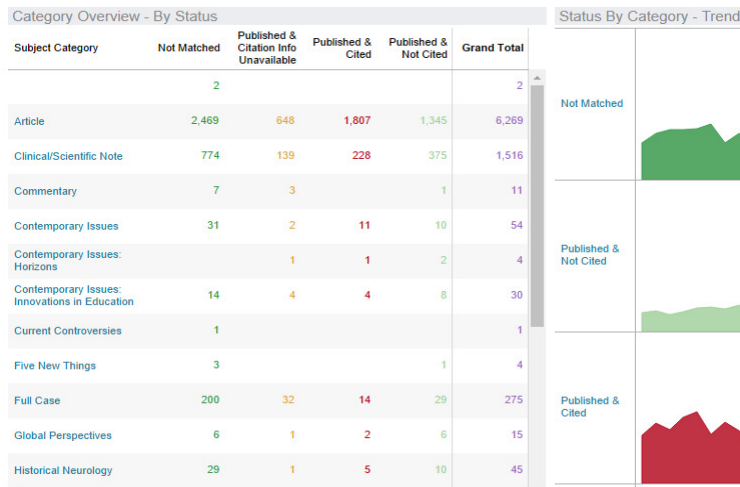 Category Overview - By Status
Subject Category Not Matched Published & Citation Info Unavailable Published & Cited Published & Not Cited Grand Total
2 2
Article 2,469 648 1,807 1,345 6,269
Clinical/Scientific Note 774 139 228 375 1,516
Commentary 7 3 1 11
Contemporary Issues 31 2 11 10 54
Contemporary Issues: Horizons 1 1 2 4
Contemporary Issues: Innovations in Education 14 4 4 8 30
Current Controversies 1 1
Five New Things 3 1 4
Full Case 200 32 14 29 275
Global Perspectives 6 1 2 6 15
Historical Neurology 29 1 5 10 45
Status By Category - Trend
Not Matched
Published &
Not Cited
Published &
Cited